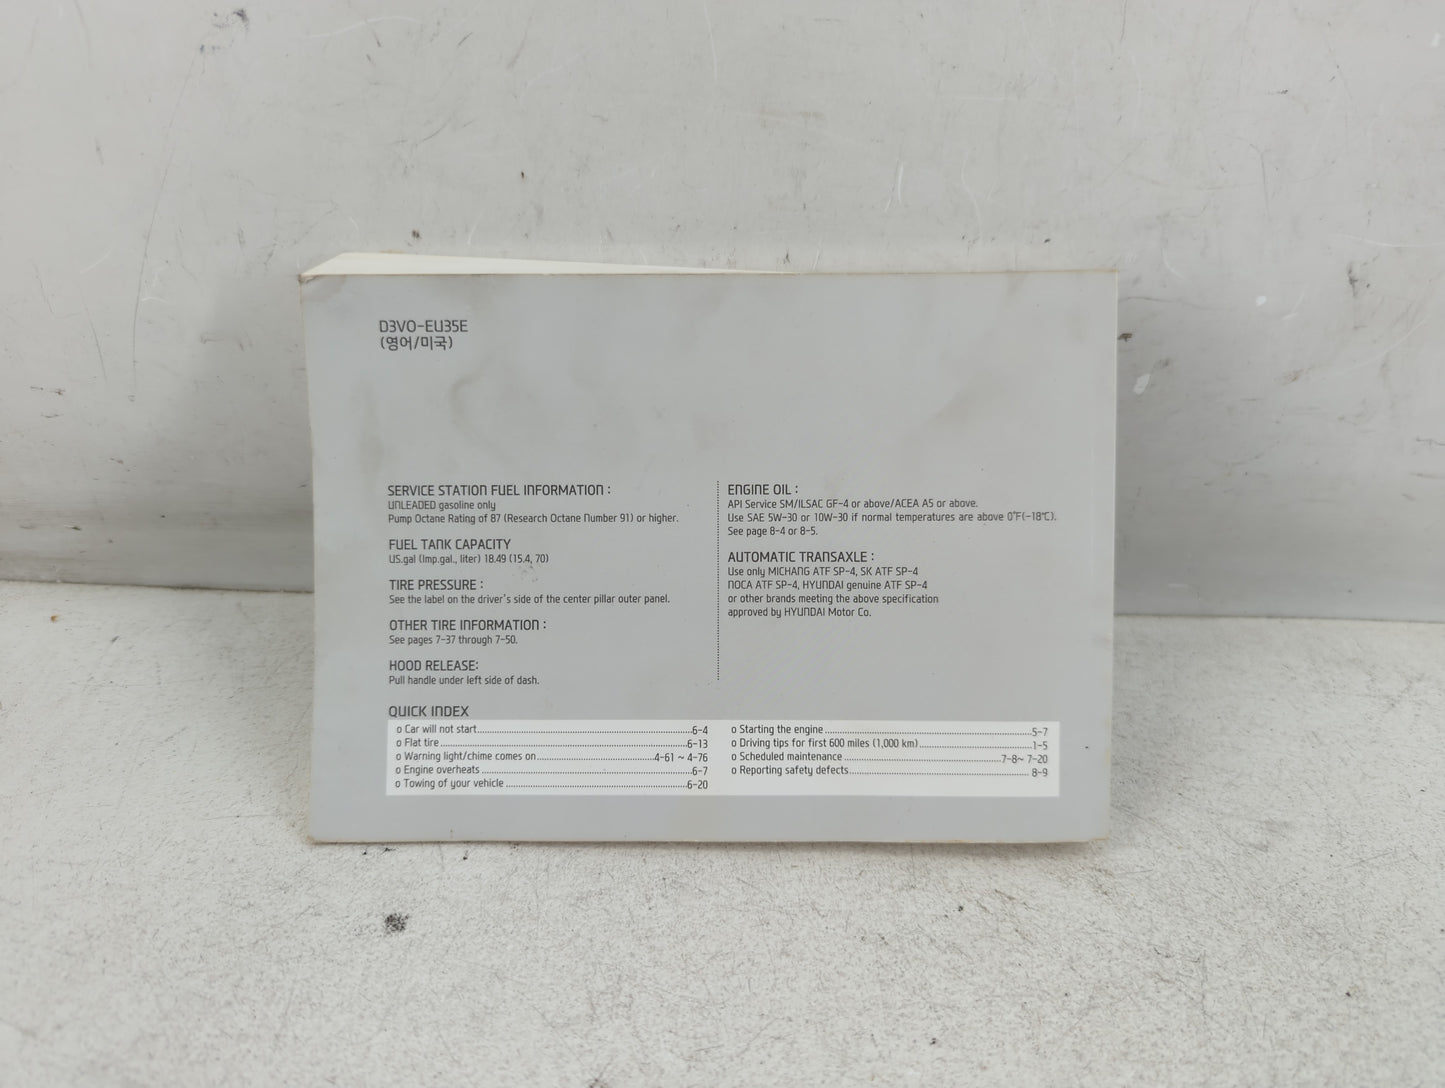 D3VO-EU35E
(영어/미국)
SERVICE STATION FUEL INFORMATION :
UNLEADED gasoline only
Pump Octane Rating of 87 (Research Octane Number 91) or higher.
FUEL TANK CAPACITY
US.gal (Imp.gal., liter) 18.49 (15.4, 70)
TIRE PRESSURE :
See the label on the driver's side of the center pillar outer panel.
OTHER TIRE INFORMATION :
See pages 7-37 through 7-50.
HOOD RELEASE:
Pull handle under left side of dash.
ENGINE OIL :
API Service SM/ILSAC GF-4 or above/ACEA A5 or above.
Use SAE 5W-30 or 10W-30 if normal temperatures are above 0°F(-18℃).
See page 8-4 or 8-5.
AUTOMATIC TRANSAXLE :
Use only MICHANG ATF SP-4, SK ATF SP-4
NOCA ATF SP-4, HYUNDAI genuine ATF SP-4
or other brands meeting the above specification
approved by HYUNDAI Motor Co.
QUICK INDEX
o Car will not start..........6-4
o Flat tire..........6-13
o Warning light/chime comes on..........4-61 ~ 4-76
o Engine overheats ..........6-7
o Towing of your vehicle ..........6-20
o Starting the engine ..........5-7
o Driving tips for first 600 miles (1,000 km)..........1-5
o Scheduled maintenance ..........7-8~ 7-20
o Reporting safety defects.......... 8-9